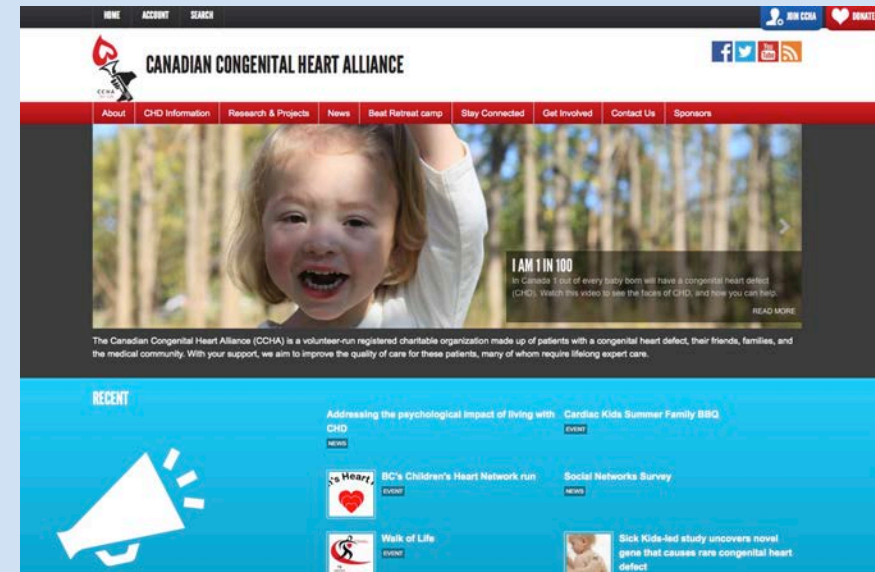 HOME ACCOUNT SEARCH
JOIN CCHA
DONATE
CCHA
CANADIAN CONGENITAL HEART ALLIANCE
You
Tube
About CHD Information Research & Projects News Beat Retreat camp Stay Connected Get Involved Contact Us Sponsors
I AM 1 IN 100
In Canada 1 out of every baby born will have a congenital heart defect
(CHD). Watch this video to see the faces of CHD, and how you can help.
READ MORE
The Canadian Congenital Heart Alliance (CCHA) is a volunteer-run registered charitable organization made up of patients with a congenital heart defect, their friends, families, and
the medical community. With your support, we aim to improve the quality of care for these patients, many of whom require lifelong expert care.
RECENT
Addressing the psychological impact of living with
CHD
NEWS
Cardiac Kids Summer Family BBQ
EVENT
's Heart
BC's Children's Heart Network run
EVENT
Social Networks Survey
NEWS
Walk of Life
EVENT
Sick Kids-led study uncovers novel
gene that causes rare congenital heart
defect